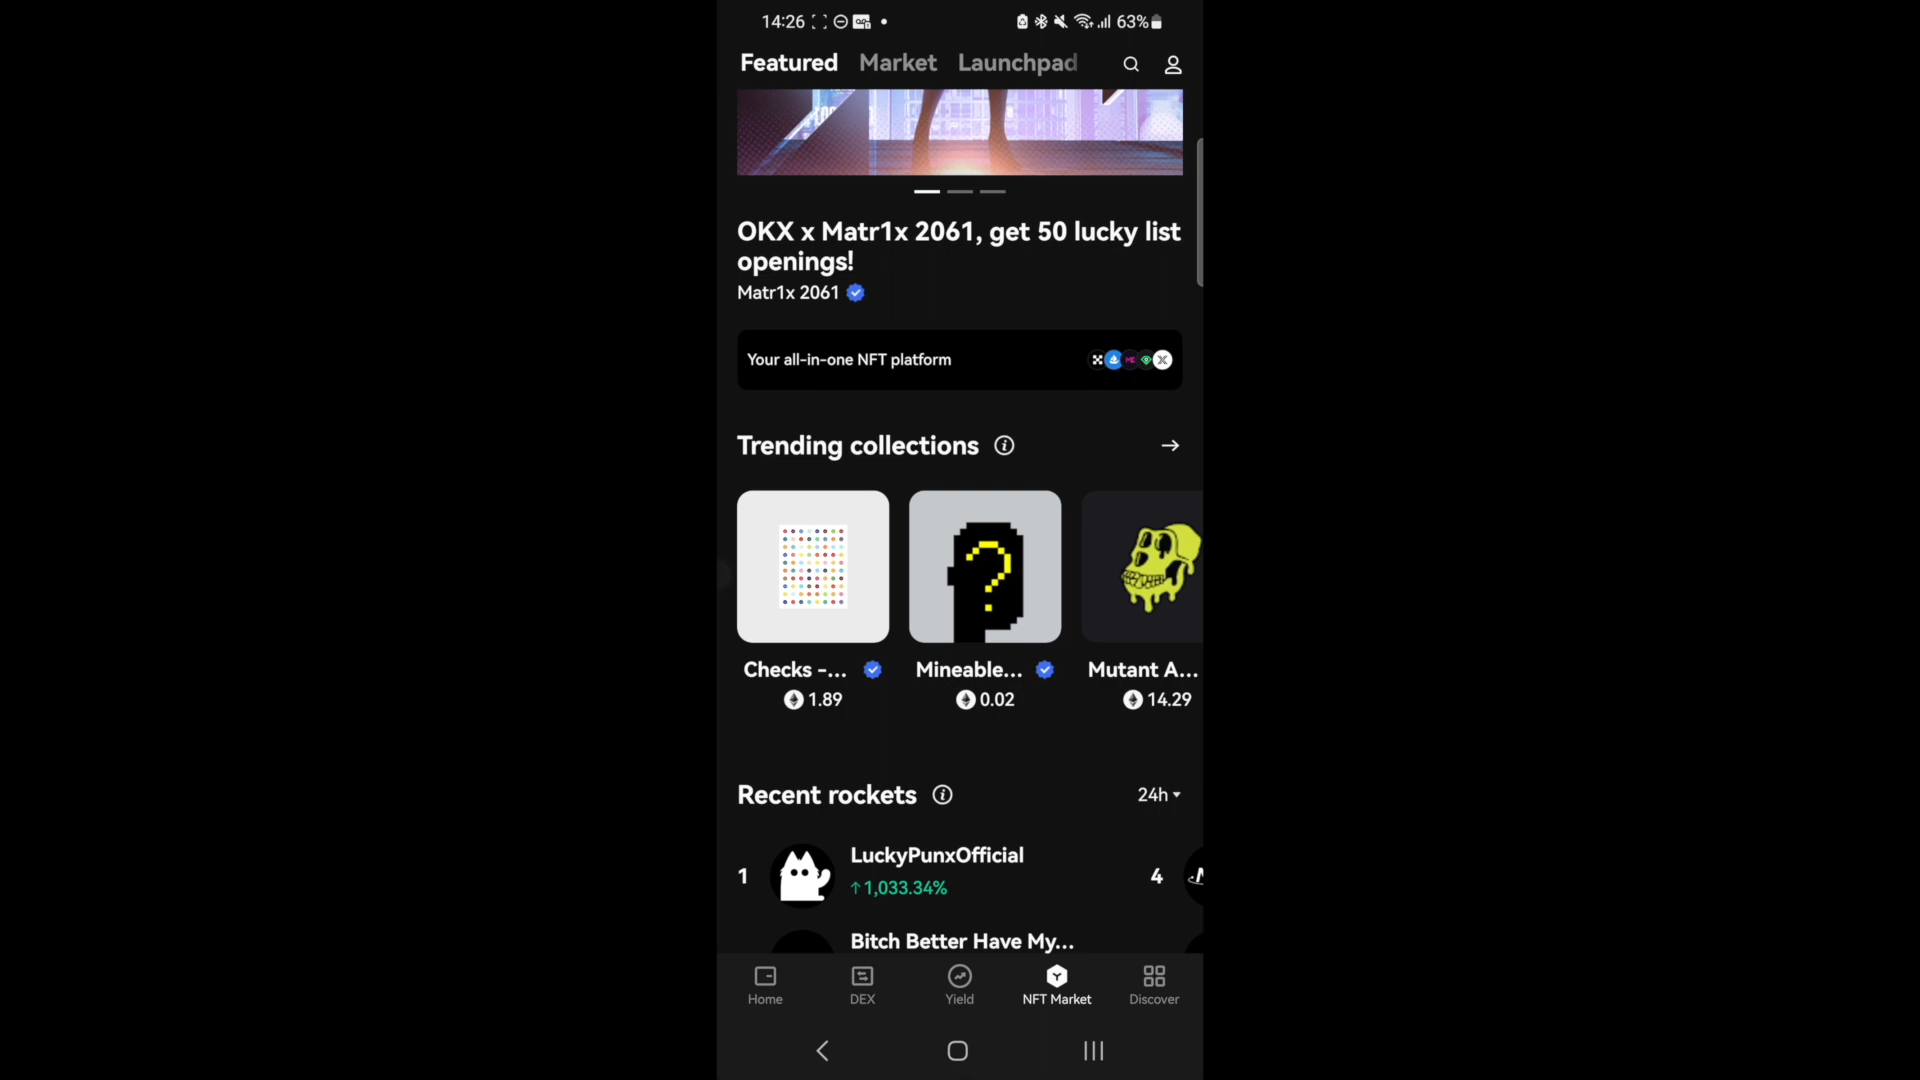 14:26 63%
Featured Market Launchpad
OKX x Matr1x 2061, get 50 lucky list
openings!
Matr1x 2061
Your all-in-one NFT platform
ME
Trending collections
Checks -...
1.89
Mineable...
0.02
Mutant A...
14.29
Recent rockets 24h
1
LuckyPunxOfficial
↑1,033.34%
4
Bitch Better Have My...
Home DEX Yield NFT Market Discover